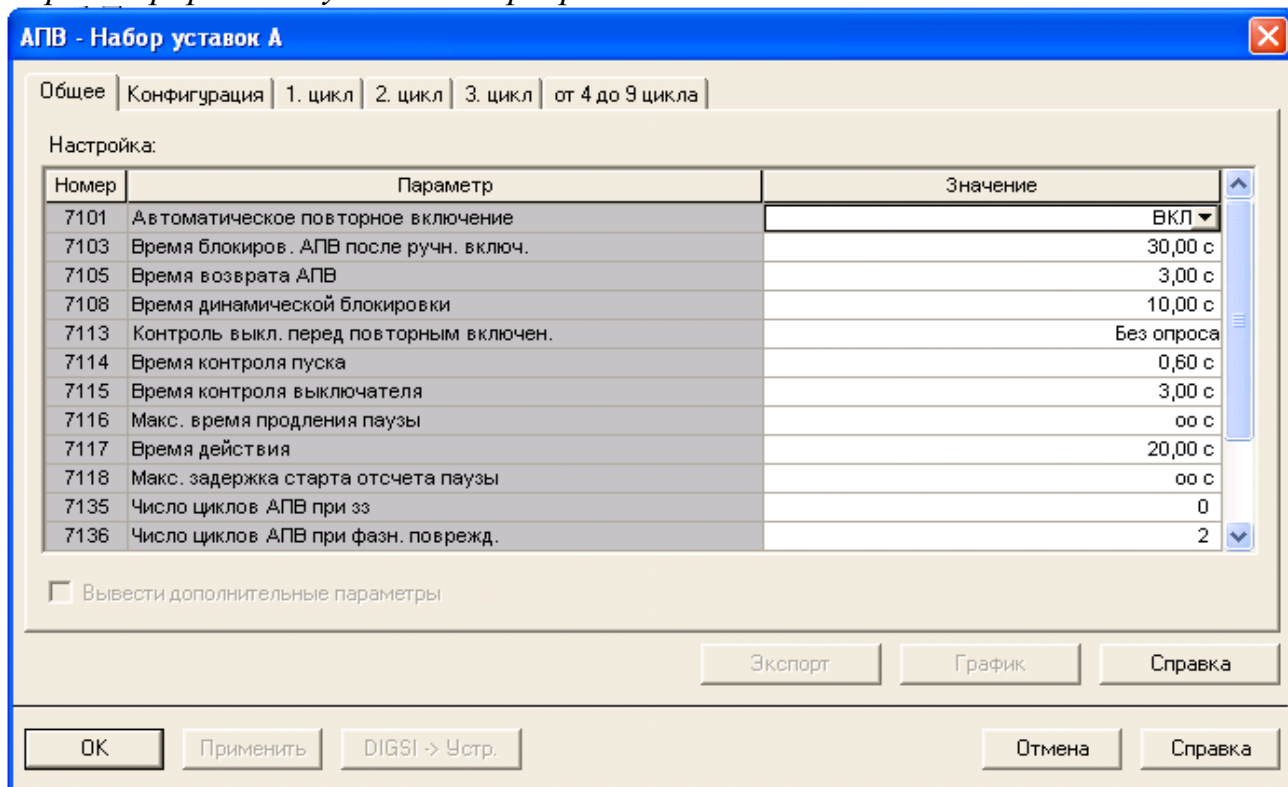 АПВ - Набор уставок А
Общее Конфигурация 1. цикл 2. цикл 3. цикл от 4 до 9 цикла
Настройка:
Номер Параметр Значение
7101 Автоматическое повторное включение ВКЛ
7103 Время блокиров. АПВ после ручн. включ. 30,00 с
7105 Время возврата АПВ 3,00 с
7108 Время динамической блокировки 10,00 с
7113 Контроль выкл. перед повторным включен. Без опроса
7114 Время контроля пуска 0,60 с
7115 Время контроля выключателя 3,00 с
7116 Макс. время продления паузы oo с
7117 Время действия 20,00 с
7118 Макс. задержка старта отсчета паузы oo с
7135 Число циклов АПВ при зз 0
7136 Число циклов АПВ при фазн. поврежд. 2
Вывести дополнительные параметры
Экспорт График Справка
OK Применить DIGSI -> Устр. Отмена Справка